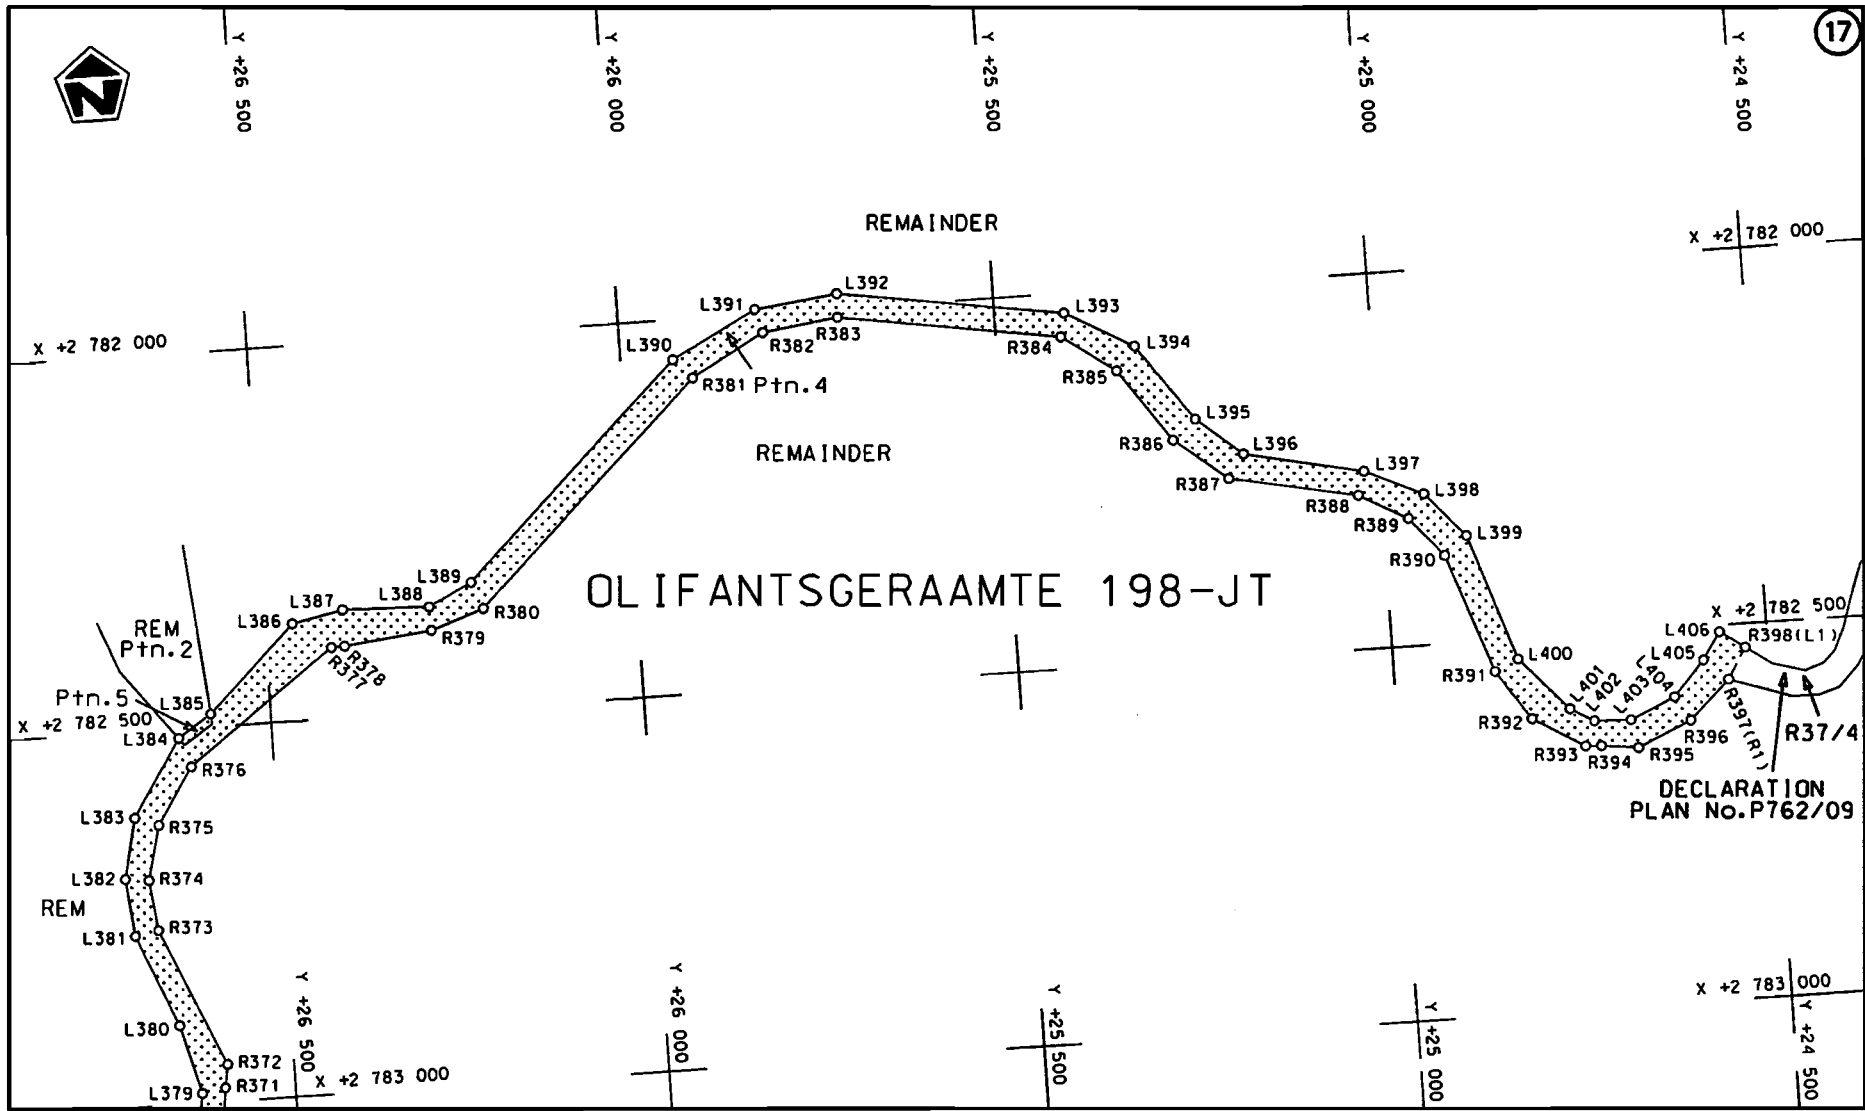 17
N
Y +26 500
Y +26 000
Y +25 500
Y +25 000
Y +24 500
REMAINDER
X +2 782 000
L392
L391
L393
R383
R382
R384
L394
X +2 782 000
L390
R385
R381
Ptn.4
L395
REMAINDER
R386
L396
R387
L397
R388
L398
R389
L399
R390
L389
OLIFANTSGERAAMTE 198-JT
L388
L387
R380
L386
X +2 782 500
REM
Ptn.2
R379
L406
R398(L1)
R378
R377
L405
L400
R391
L404
L401
L402
L403
Ptn.5
L385
X +2 782 500
L384
R392
R396
R397(R1)
R37/4
R393
R394
R395
R376
DECLARATION
PLAN No.P762/09
L383
R375
L382
R374
REM
R373
L381
Y +26 500
Y +26 000
Y +25 500
Y +25 000
X +2 783 000
Y +24 500
L380
R372
R371
X +2 783 000
L379